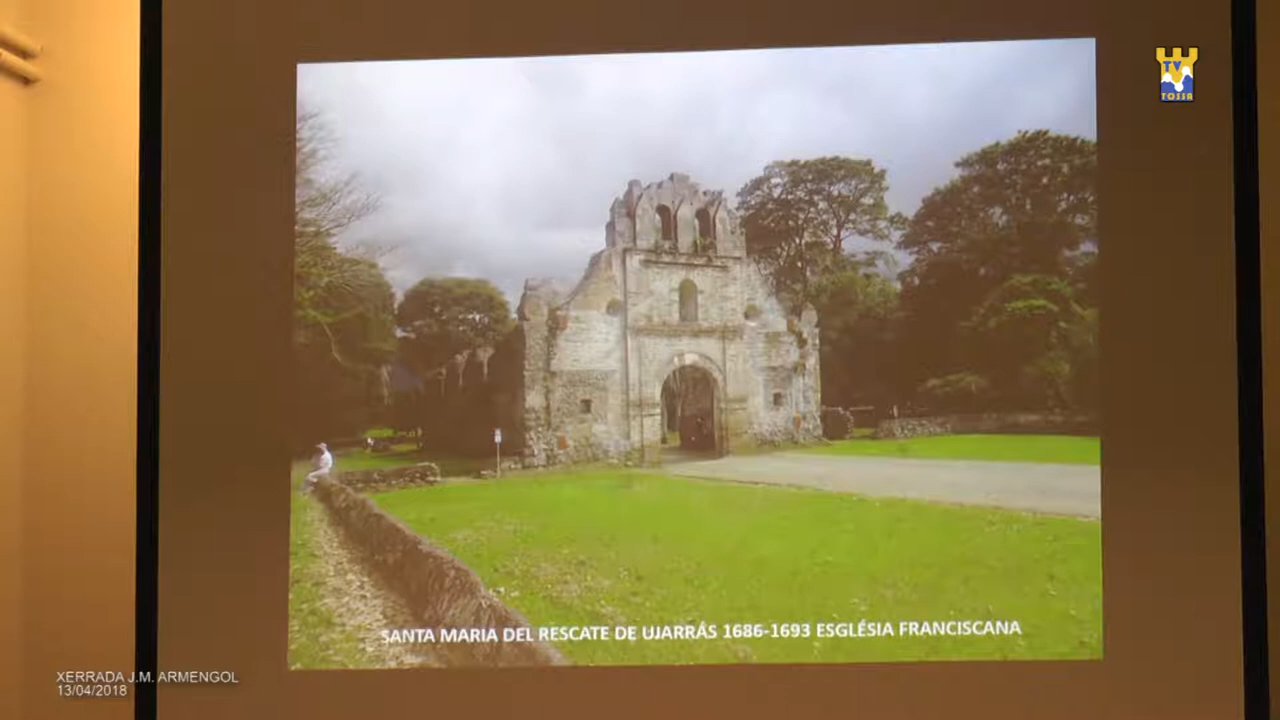 TV
TOSSA
SANTA MARIA DEL RESCATE DE UJARRÁS 1686-1693 ESGLÉSIA FRANCISCANA
XERRADA J.M. ARMENGOL
13/04/2018